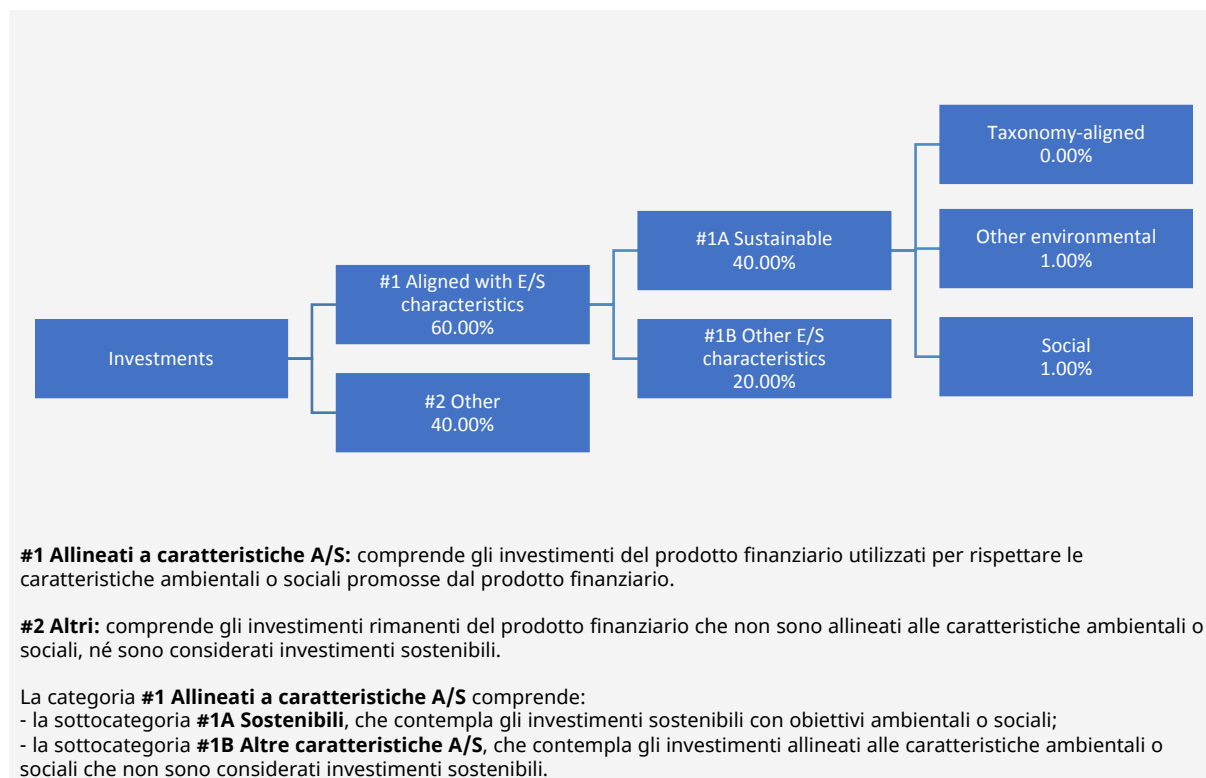 Taxonomy-aligned
0.00%
#1A Sustainable
40.00%
Other environmental
1.00%
#1 Aligned with E/S
characteristics
60.00%
Investments
#1B Other E/S
characteristics
20.00%
Social
1.00%
#2 Other
40.00%
#1 Allineati a caratteristiche A/S: comprende gli investimenti del prodotto finanziario utilizzati per rispettare le
caratteristiche ambientali o sociali promosse dal prodotto finanziario.
#2 Altri: comprende gli investimenti rimanenti del prodotto finanziario che non sono allineati alle caratteristiche ambientali o
sociali, né sono considerati investimenti sostenibili.
La categoria #1 Allineati a caratteristiche A/S comprende:
- la sottocategoria #1A Sostenibili, che contempla gli investimenti sostenibili con obiettivi ambientali o sociali;
- la sottocategoria #1B Altre caratteristiche A/S, che contempla gli investimenti allineati alle caratteristiche ambientali o
sociali che non sono considerati investimenti sostenibili.